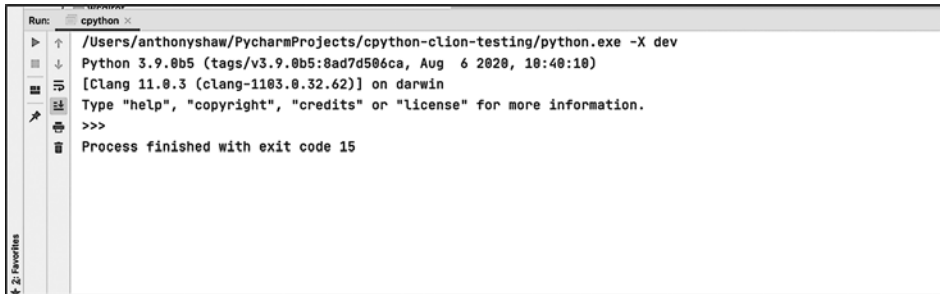 Run: cpython ×
/Users/anthonyshaw/PycharmProjects/cpython-clion-testing/python.exe -X dev
Python 3.9.0b5 (tags/v3.9.0b5:8ad7d506ca, Aug  6 2020, 10:40:10)
[Clang 11.0.3 (clang-1103.0.32.62)] on darwin
Type "help", "copyright", "credits" or "license" for more information.
>>>
Process finished with exit code 15
2: Favorites